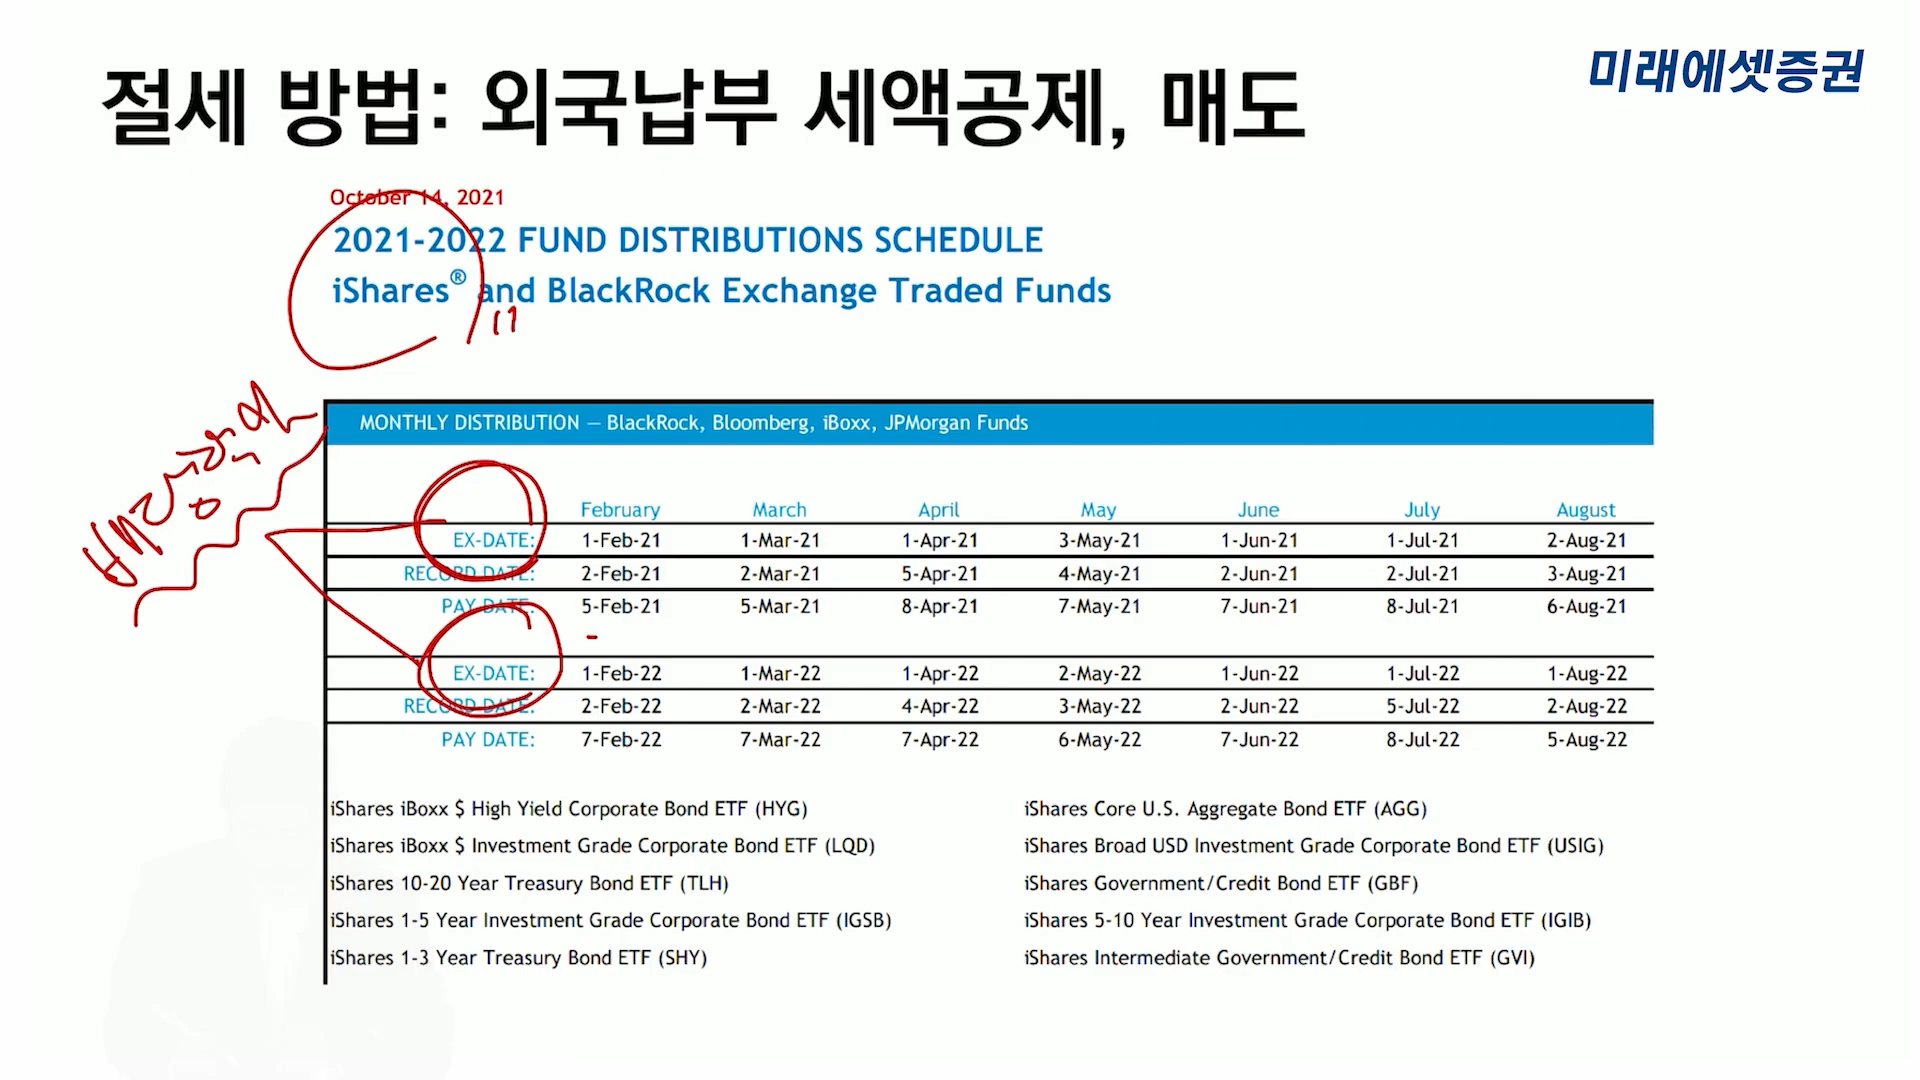 절세 방법: 외국납부 세액공제, 매도
미래에셋증권
October 14, 2021
2021-2022 FUND DISTRIBUTIONS SCHEDULE
iShares® and BlackRock Exchange Traded Funds
MONTHLY DISTRIBUTION — BlackRock, Bloomberg, iBoxx, JPMorgan Funds
February March April May June July August
EX-DATE: 1-Feb-21 1-Mar-21 1-Apr-21 3-May-21 1-Jun-21 1-Jul-21 2-Aug-21
RECORD DATE: 2-Feb-21 2-Mar-21 5-Apr-21 4-May-21 2-Jun-21 2-Jul-21 3-Aug-21
PAY DATE: 5-Feb-21 5-Mar-21 8-Apr-21 7-May-21 7-Jun-21 8-Jul-21 6-Aug-21
EX-DATE: 1-Feb-22 1-Mar-22 1-Apr-22 2-May-22 1-Jun-22 1-Jul-22 1-Aug-22
RECORD DATE: 2-Feb-22 2-Mar-22 4-Apr-22 3-May-22 2-Jun-22 5-Jul-22 2-Aug-22
PAY DATE: 7-Feb-22 7-Mar-22 7-Apr-22 6-May-22 7-Jun-22 8-Jul-22 5-Aug-22
iShares iBoxx $ High Yield Corporate Bond ETF (HYG) iShares Core U.S. Aggregate Bond ETF (AGG)
iShares iBoxx $ Investment Grade Corporate Bond ETF (LQD) iShares Broad USD Investment Grade Corporate Bond ETF (USIG)
iShares 10-20 Year Treasury Bond ETF (TLH) iShares Government/Credit Bond ETF (GBF)
iShares 1-5 Year Investment Grade Corporate Bond ETF (IGSB) iShares 5-10 Year Investment Grade Corporate Bond ETF (IGIB)
iShares 1-3 Year Treasury Bond ETF (SHY) iShares Intermediate Government/Credit Bond ETF (GVI)